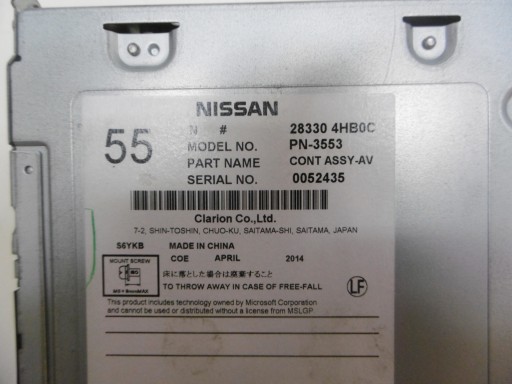 NISSAN
55
N # 28330 4HB0C
MODEL NO. PN-3553
PART NAME CONT ASSY-AV
SERIAL NO. 0052435
Clarion Co.,Ltd.
7-2, SHIN-TOSHIN, CHUO-KU, SAITAMA-SHI, SAITAMA, JAPAN
S6YKB MADE IN CHINA
COE APRIL 2014
MOUNT SCREW
床に落とした場合は廃棄すること
TO THROW AWAY IN CASE OF FREE-FALL
LF
This product includes technology owned by Microsoft Corporation
and cannot be used or distributed without a license from MSLGP